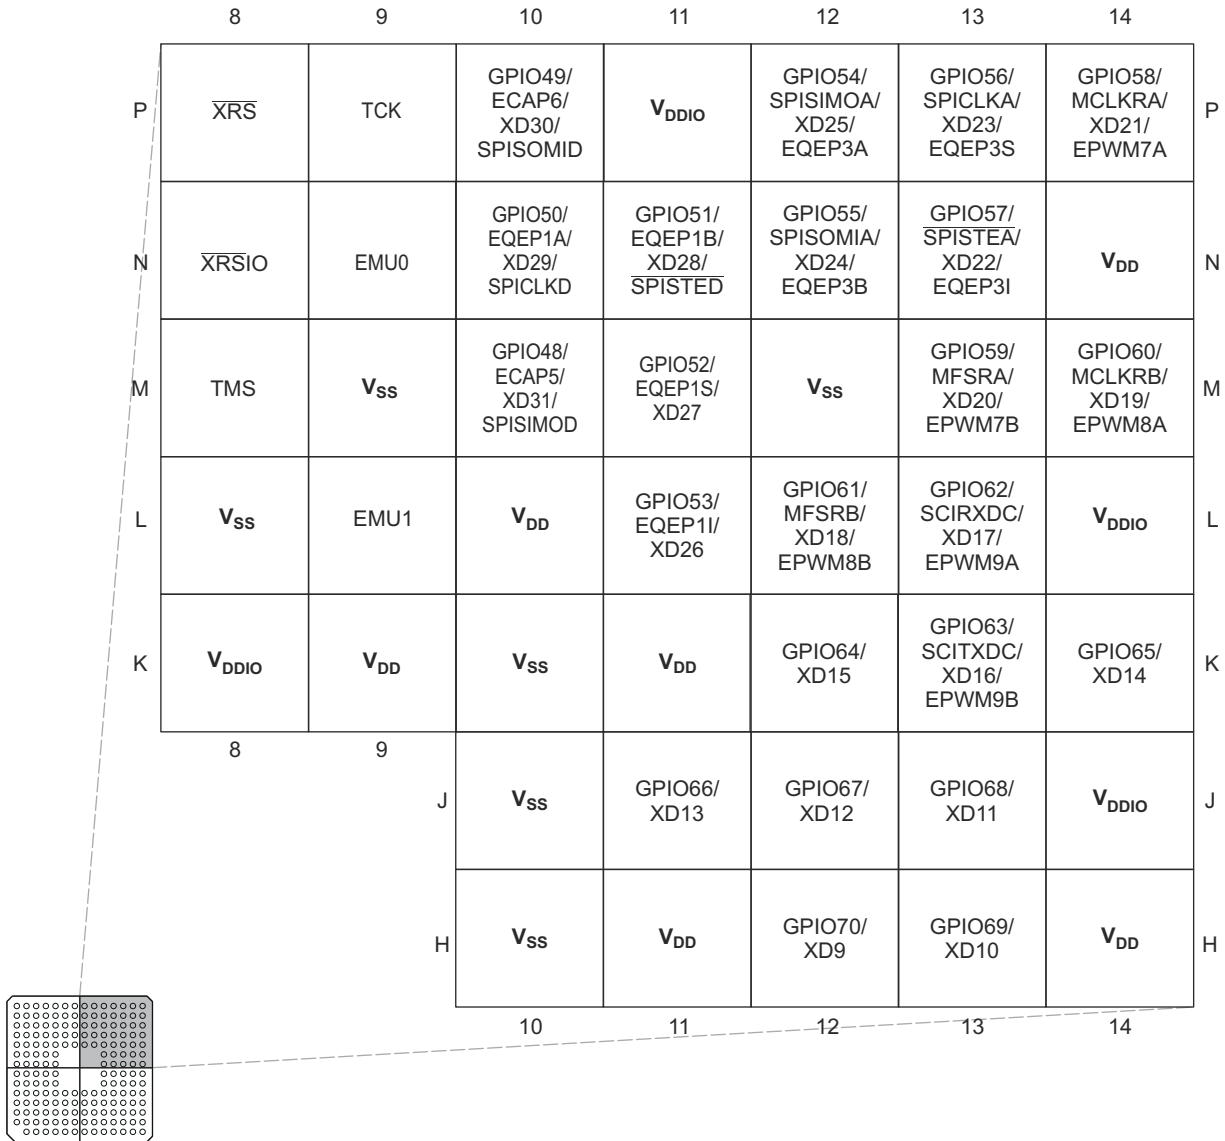 8 9 10 11 12 13 14
P
XRS
TCK
GPIO49/
ECAP6/
XD30/
SPISOMID
VDDIO
GPIO54/
SPISIMOA/
XD25/
EQEP3A
GPIO56/
SPICLKA/
XD23/
EQEP3S
GPIO58/
MCLKRA/
XD21/
EPWM7A
P
N
XRSIO
EMU0
GPIO50/
EQEP1A/
XD29/
SPICLKD
GPIO51/
EQEP1B/
XD28/
SPISTED
GPIO55/
SPISOMIA/
XD24/
EQEP3B
GPIO57/
SPISTEA/
XD22/
EQEP3I
VDD
N
M
TMS
VSS
GPIO48/
ECAP5/
XD31/
SPISIMOD
GPIO52/
EQEP1S/
XD27
VSS
GPIO59/
MFSRA/
XD20/
EPWM7B
GPIO60/
MCLKRB/
XD19/
EPWM8A
M
L
VSS
EMU1
VDD
GPIO53/
EQEP1I/
XD26
GPIO61/
MFSRB/
XD18/
EPWM8B
GPIO62/
SCIRXDC/
XD17/
EPWM9A
VDDIO
L
K
VDDIO
VDD
VSS
VDD
GPIO64/
XD15
GPIO63/
SCITXDC/
XD16/
EPWM9B
GPIO65/
XD14
K
8 9
J
VSS
GPIO66/
XD13
GPIO67/
XD12
GPIO68/
XD11
VDDIO
J
H
VSS
VDD
GPIO70/
XD9
GPIO69/
XD10
VDD
H
10 11 12 13 14